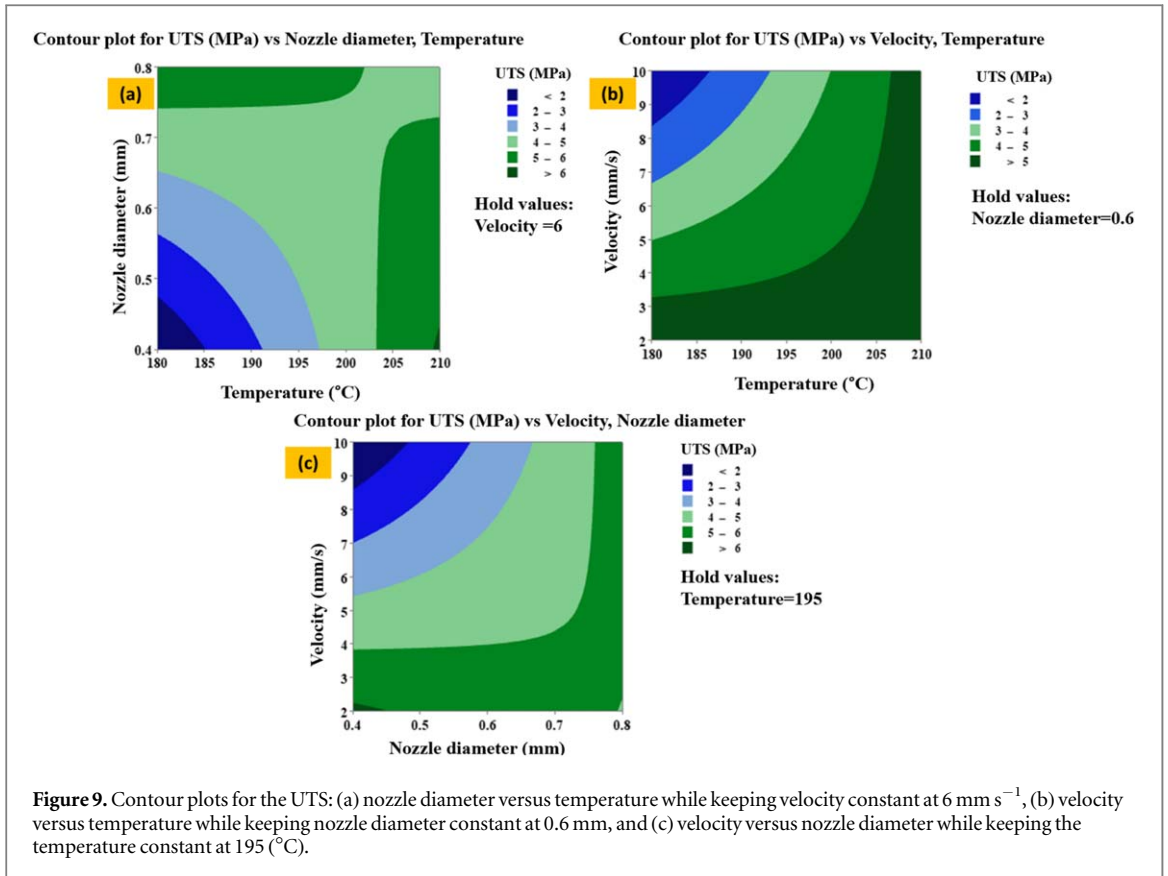 Contour plot for UTS (MPa) vs Nozzle diameter, Temperature
(a)
0.8
0.7
0.6
0.5
0.4
Nozzle diameter (mm)
180 185 190 195 200 205 210
Temperature (°C)
UTS (MPa)
< 2
2 – 3
3 – 4
4 – 5
5 – 6
> 6
Hold values:
Velocity =6
Contour plot for UTS (MPa) vs Velocity, Temperature
(b)
10
9
8
7
6
5
4
3
2
Velocity (mm/s)
180 185 190 195 200 205 210
Temperature (°C)
UTS (MPa)
< 2
2 – 3
3 – 4
4 – 5
> 5
Hold values:
Nozzle diameter=0.6
Contour plot for UTS (MPa) vs Velocity, Nozzle diameter
(c)
10
9
8
7
6
5
4
3
2
Velocity (mm/s)
0.4 0.5 0.6 0.7 0.8
Nozzle diameter (mm)
UTS (MPa)
< 2
2 – 3
3 – 4
4 – 5
5 – 6
> 6
Hold values:
Temperature=195
Figure 9. Contour plots for the UTS: (a) nozzle diameter versus temperature while keeping velocity constant at 6 mm s⁻¹, (b) velocity
versus temperature while keeping nozzle diameter constant at 0.6 mm, and (c) velocity versus nozzle diameter while keeping the
temperature constant at 195 (°C).